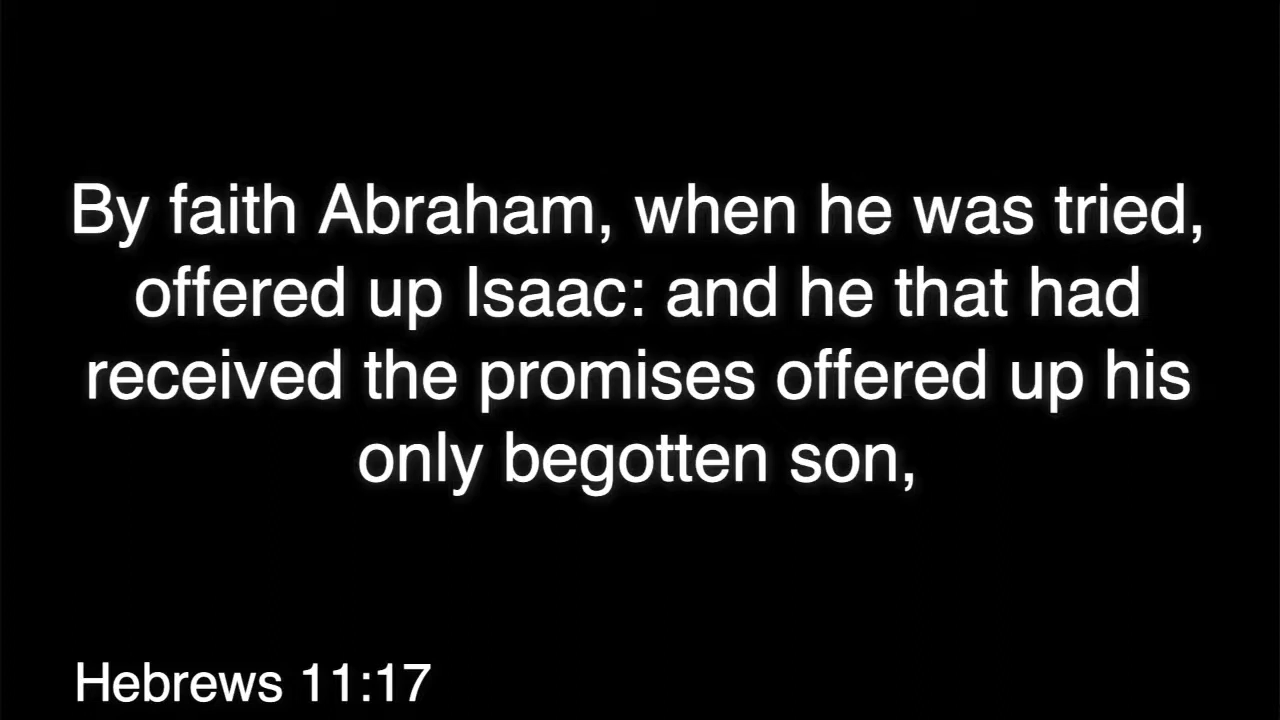 By faith Abraham, when he was tried,
offered up Isaac: and he that had
received the promises offered up his
only begotten son,
Hebrews 11:17